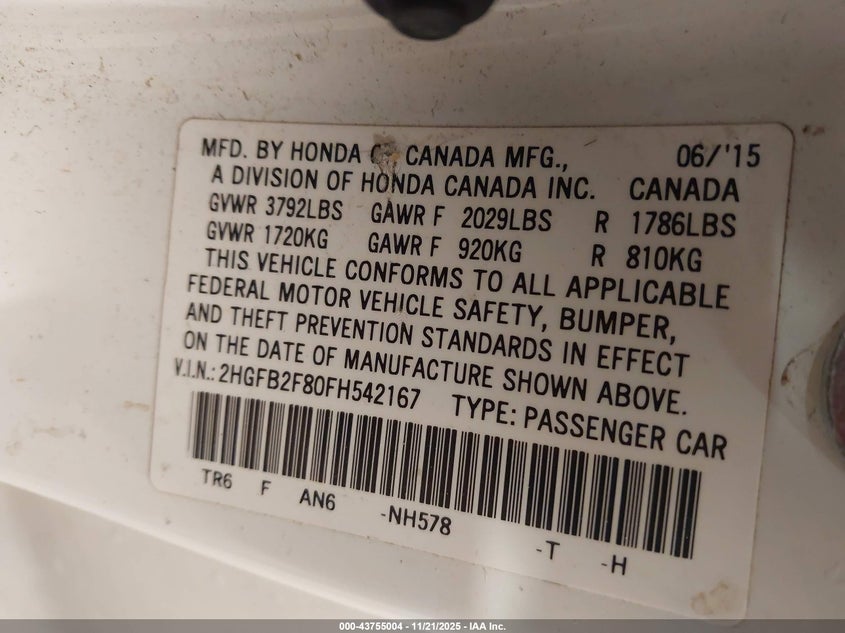 MFD. BY HONDA OF CANADA MFG., 06/'15
A DIVISION OF HONDA CANADA INC. CANADA
GVWR 3792LBS GAWR F 2029LBS R 1786LBS
GVWR 1720KG GAWR F 920KG R 810KG
THIS VEHICLE CONFORMS TO ALL APPLICABLE
FEDERAL MOTOR VEHICLE SAFETY, BUMPER,
AND THEFT PREVENTION STANDARDS IN EFFECT
ON THE DATE OF MANUFACTURE SHOWN ABOVE.
V.I.N.: 2HGFB2F80FH542167 TYPE: PASSENGER CAR
TR6 F AN6 -NH578 -T -H
000-43755004 - 11/21/2025 - IAA Inc.